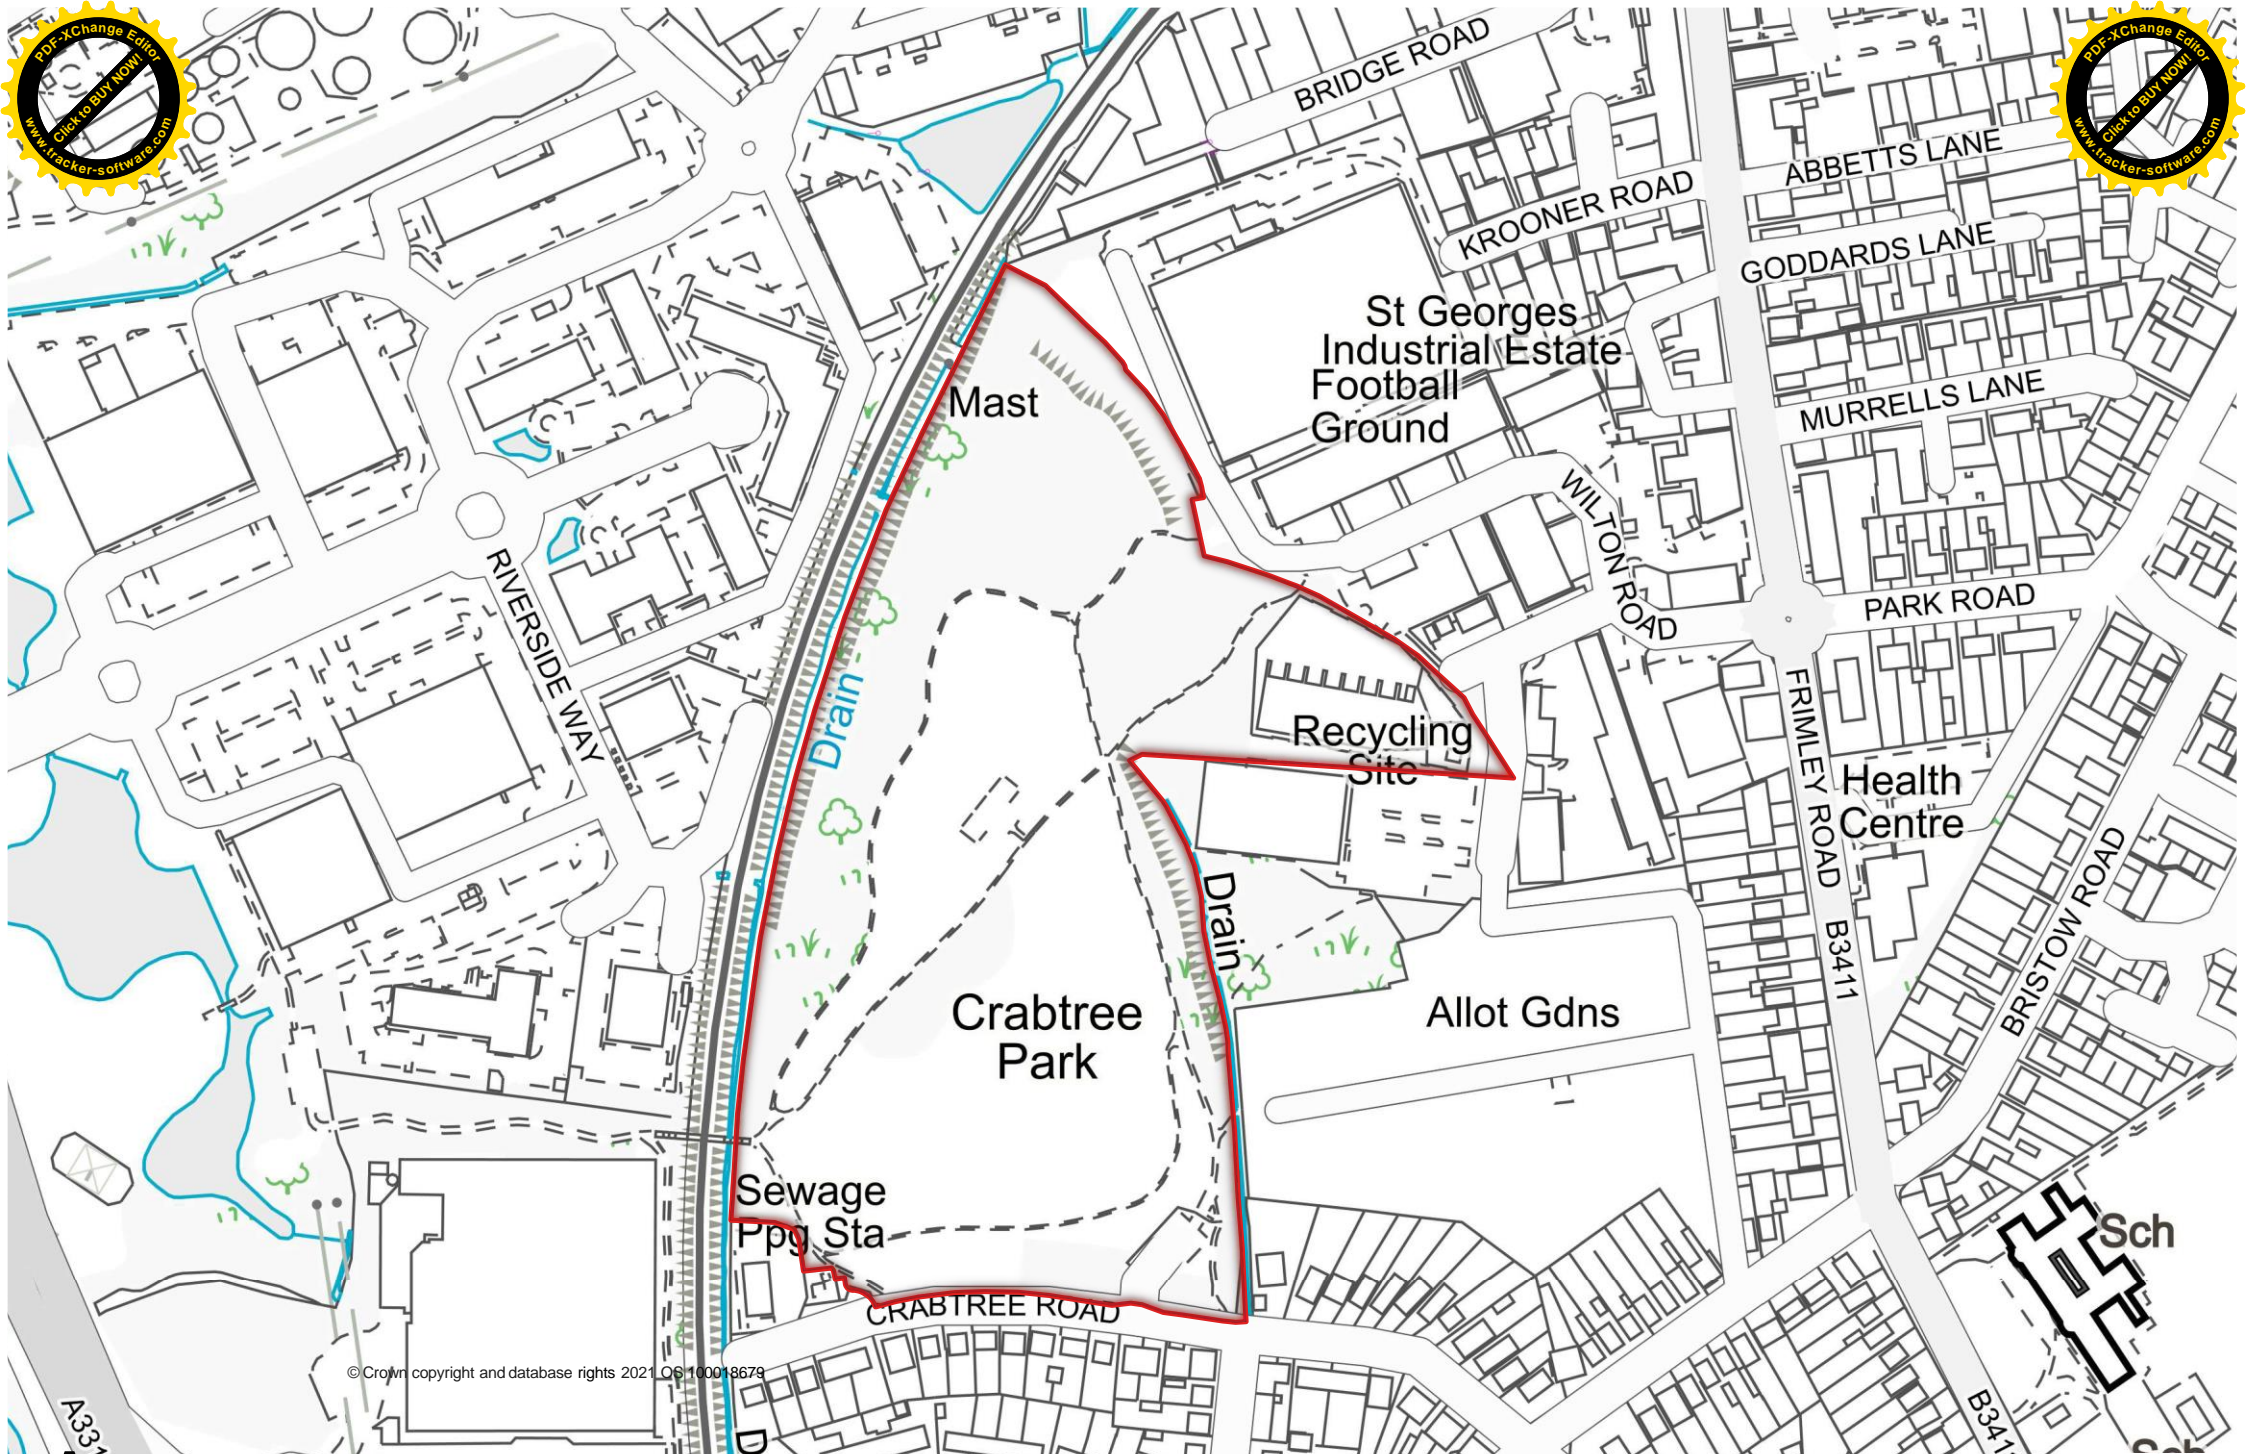 PDF-XChange Editor
Click to BUY NOW!
www.tracker-software.com
PDF-XChange Editor
Click to BUY NOW!
www.tracker-software.com
BRIDGE ROAD
ABBETTS LANE
KROONER ROAD
GODDARDS LANE
St Georges
Industrial Estate
Football
Ground
Mast
MURRELLS LANE
WILTON ROAD
PARK ROAD
RIVERSIDE WAY
Drain
Recycling
Site
FRIMLEY ROAD
B3411
Health
Centre
BRISTOW ROAD
Drain
Crabtree
Park
Allot Gdns
Sewage
Ppg Sta
Sch
CRABTREE ROAD
© Crown copyright and database rights 2021 OS 100018679
A331
D
B341